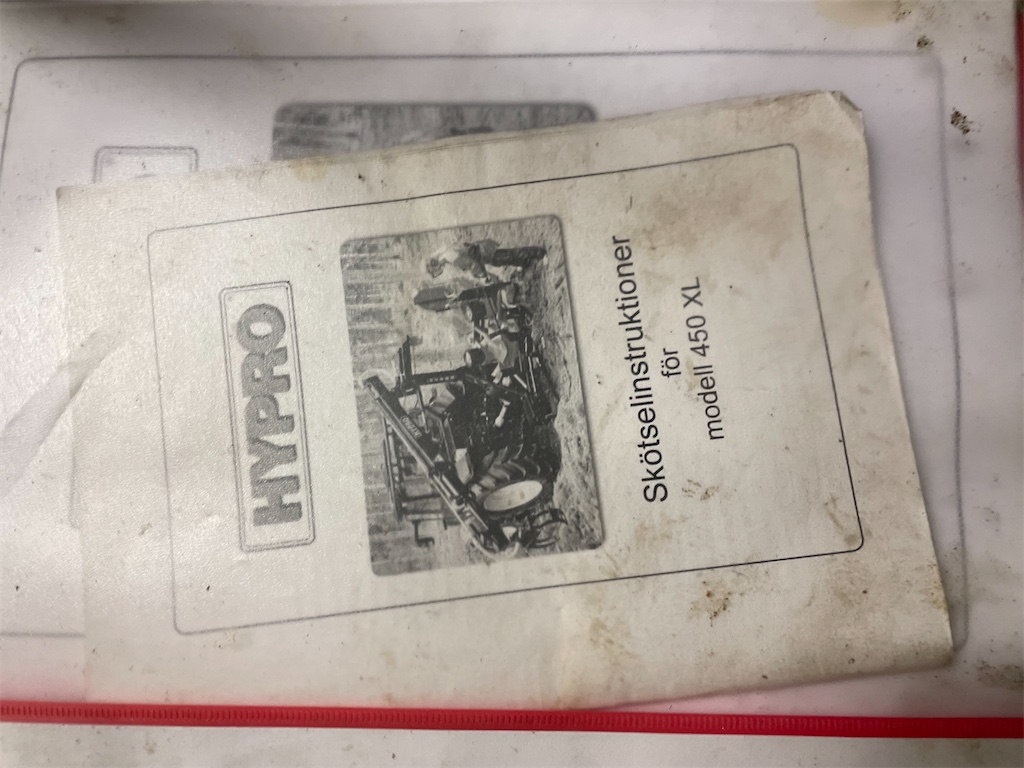 HYPRO
Skötselinstruktioner
för
modell 450 XL